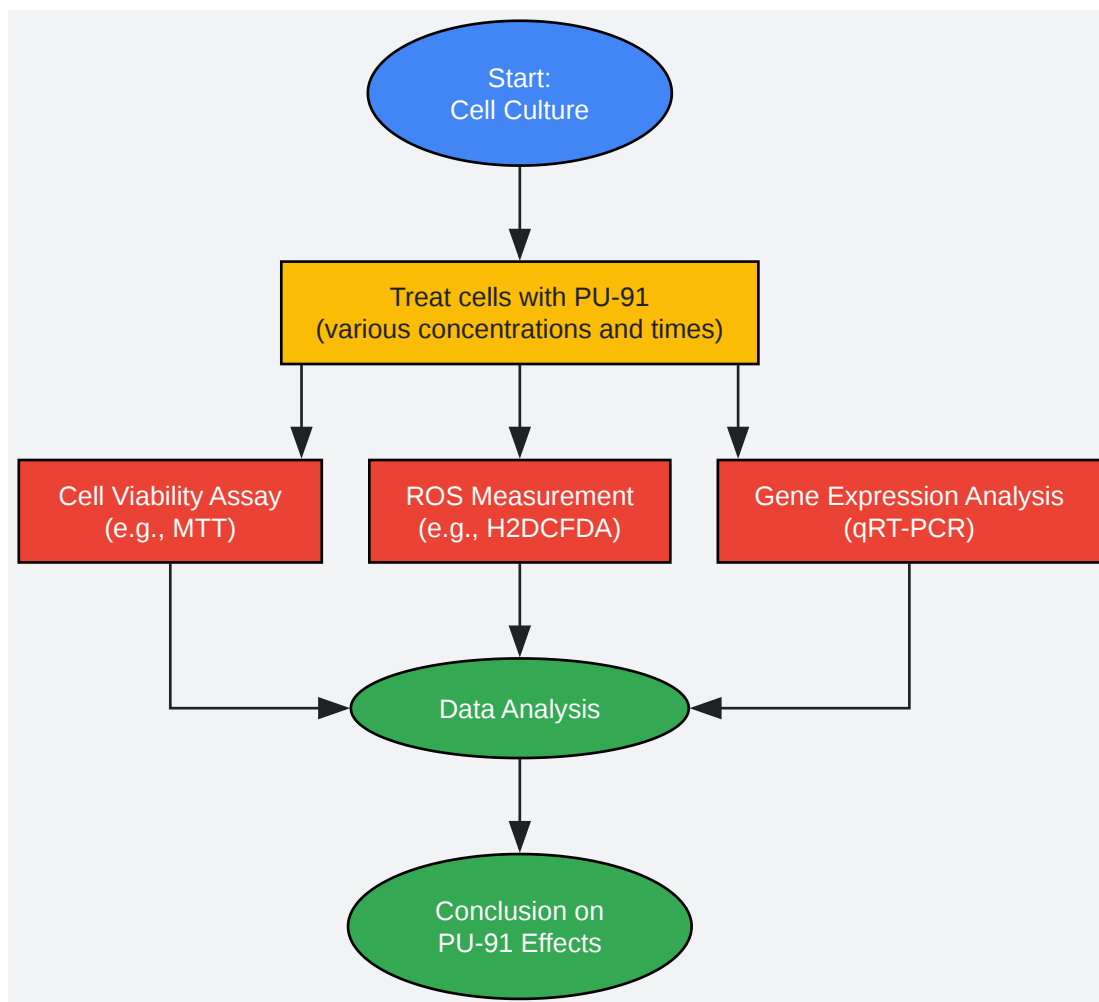 Start:
Cell Culture
Treat cells with PU-91
(various concentrations and times)
Cell Viability Assay
(e.g., MTT)
ROS Measurement
(e.g., H2DCFDA)
Gene Expression Analysis
(qRT-PCR)
Data Analysis
Conclusion on
PU-91 Effects